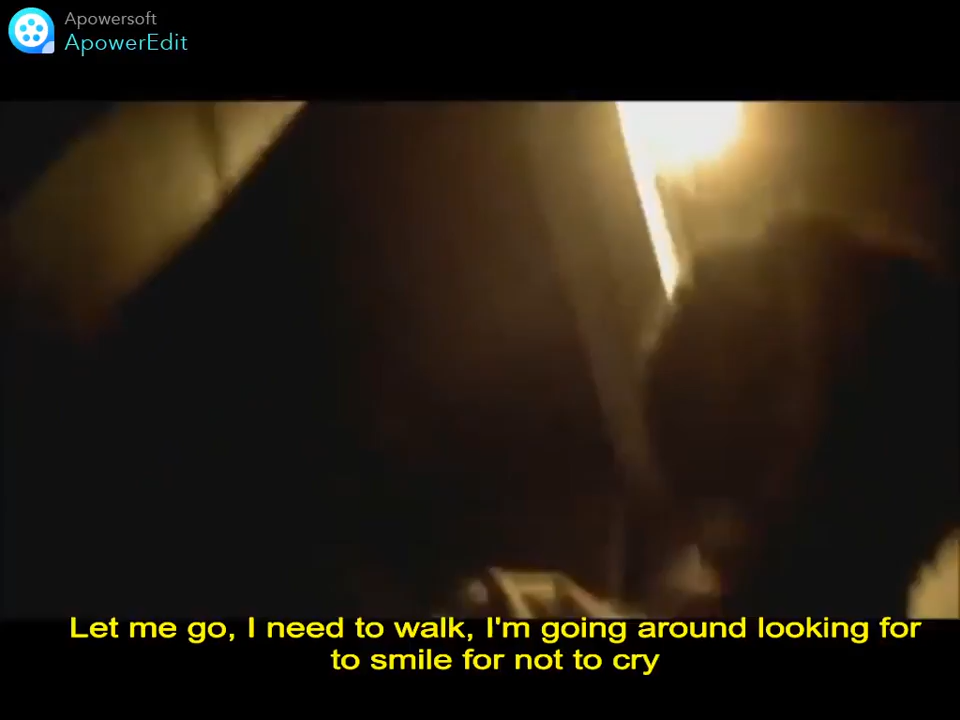 Apowersoft
ApowerEdit
Let me go, I need to walk, I'm going around looking for
to smile for not to cry